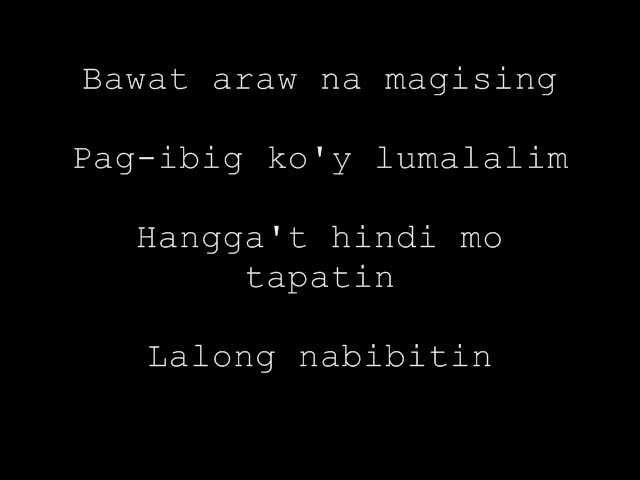 Bawat araw na magising
Pag-ibig ko'y lumalalim
Hangga't hindi mo
tapatin
Lalong nabibitin